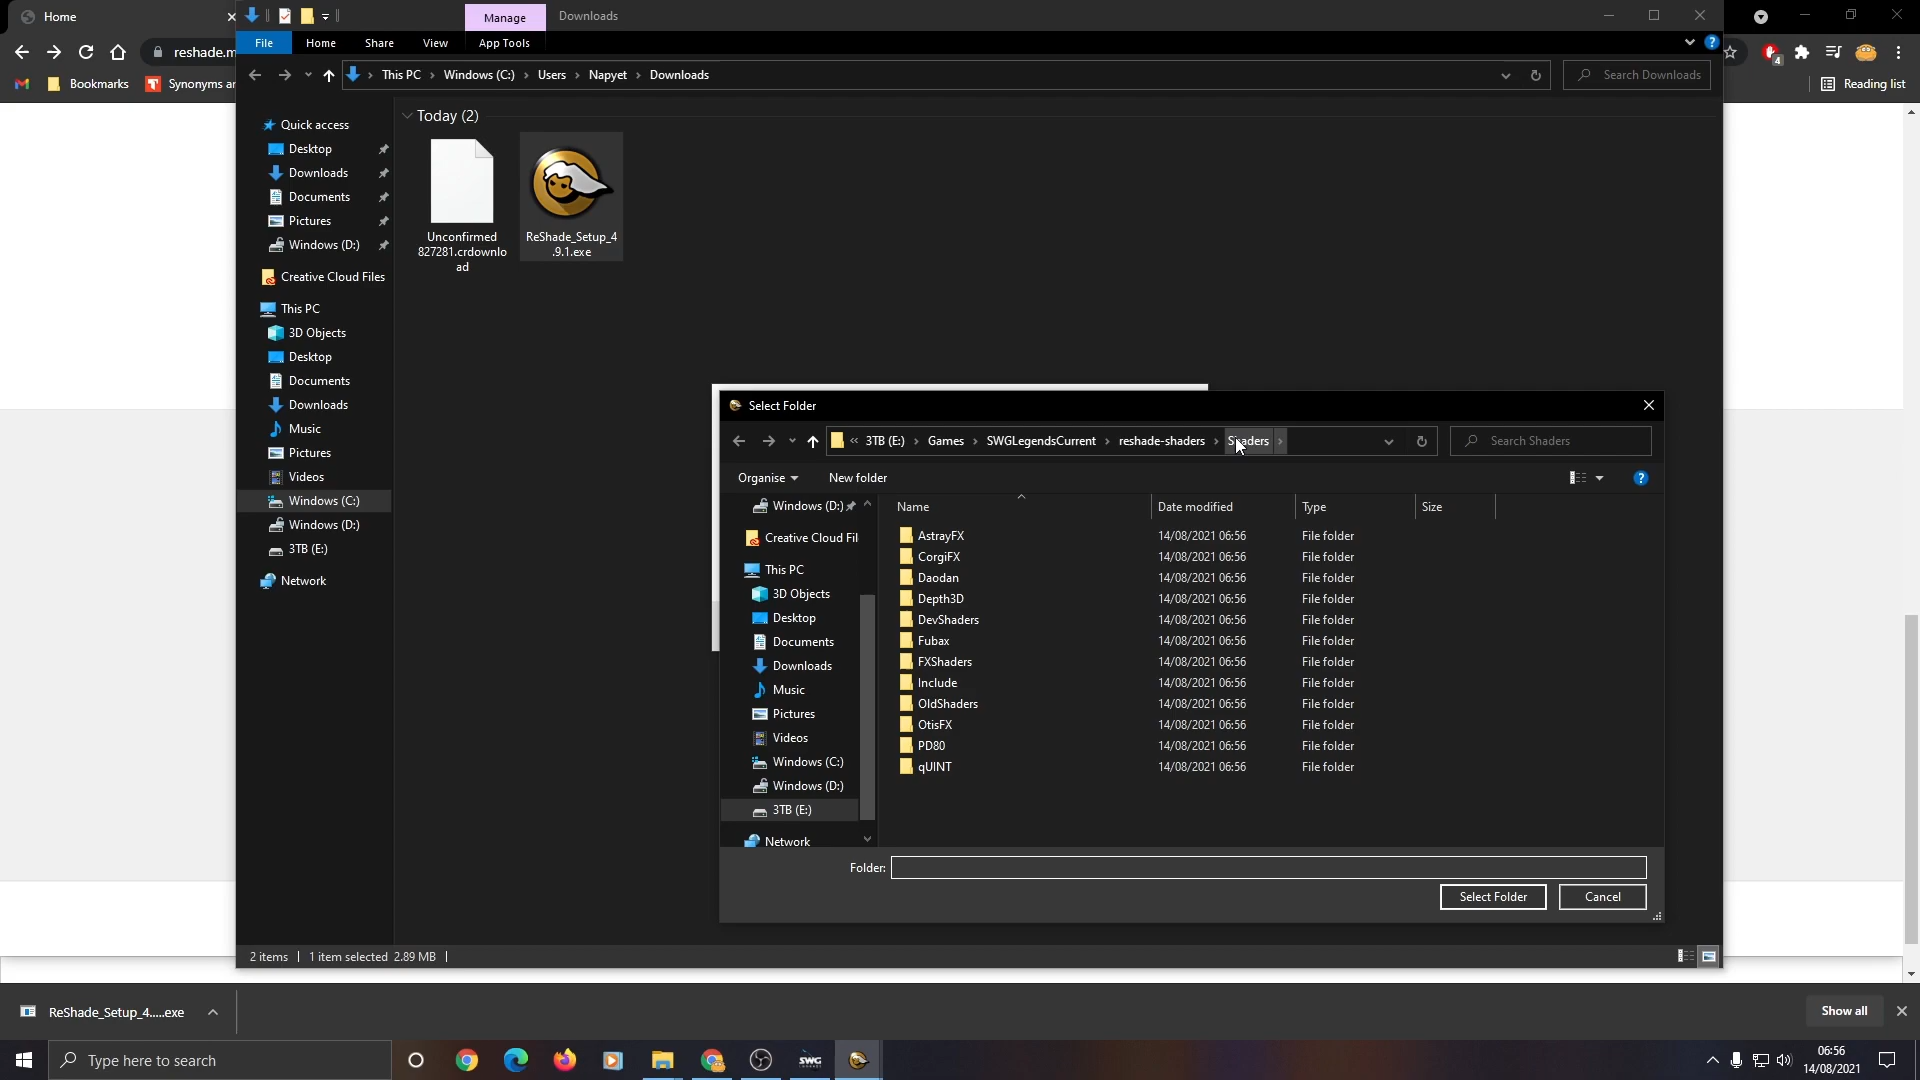 Home
Manage
Downloads
File
Home
Share
View
App Tools
reshade.m
This PC
Windows (C:)
Users
Napyet
Downloads
Search Downloads
4
Bookmarks
Synonyms ar
Reading list
Today (2)
Quick access
Desktop
Downloads
Documents
Pictures
Windows (D:)
Creative Cloud Files
This PC
3D Objects
Desktop
Documents
Downloads
Music
Pictures
Videos
Windows (C:)
Windows (D:)
3TB (E:)
Network
Unconfirmed
827281.crdownlo
ad
ReShade_Setup_4
.9.1.exe
Select Folder
3TB (E:)
Games
SWGLegendsCurrent
reshade-shaders
Shaders
Search Shaders
Organise
New folder
Windows (D:)
Creative Cloud Fil
This PC
3D Objects
Desktop
Documents
Downloads
Music
Pictures
Videos
Windows (C:)
Windows (D:)
3TB (E:)
Network
Name
Date modified
Type
Size
AstrayFX 14/08/2021 06:56 File folder
CorgiFX 14/08/2021 06:56 File folder
Daodan 14/08/2021 06:56 File folder
Depth3D 14/08/2021 06:56 File folder
DevShaders 14/08/2021 06:56 File folder
Fubax 14/08/2021 06:56 File folder
FXShaders 14/08/2021 06:56 File folder
Include 14/08/2021 06:56 File folder
OldShaders 14/08/2021 06:56 File folder
OtisFX 14/08/2021 06:56 File folder
PD80 14/08/2021 06:56 File folder
qUINT 14/08/2021 06:56 File folder
Folder:
Select Folder
Cancel
2 items
1 item selected 2.89 MB
ReShade_Setup_4.....exe
Show all
Type here to search
SWG
06:56
14/08/2021